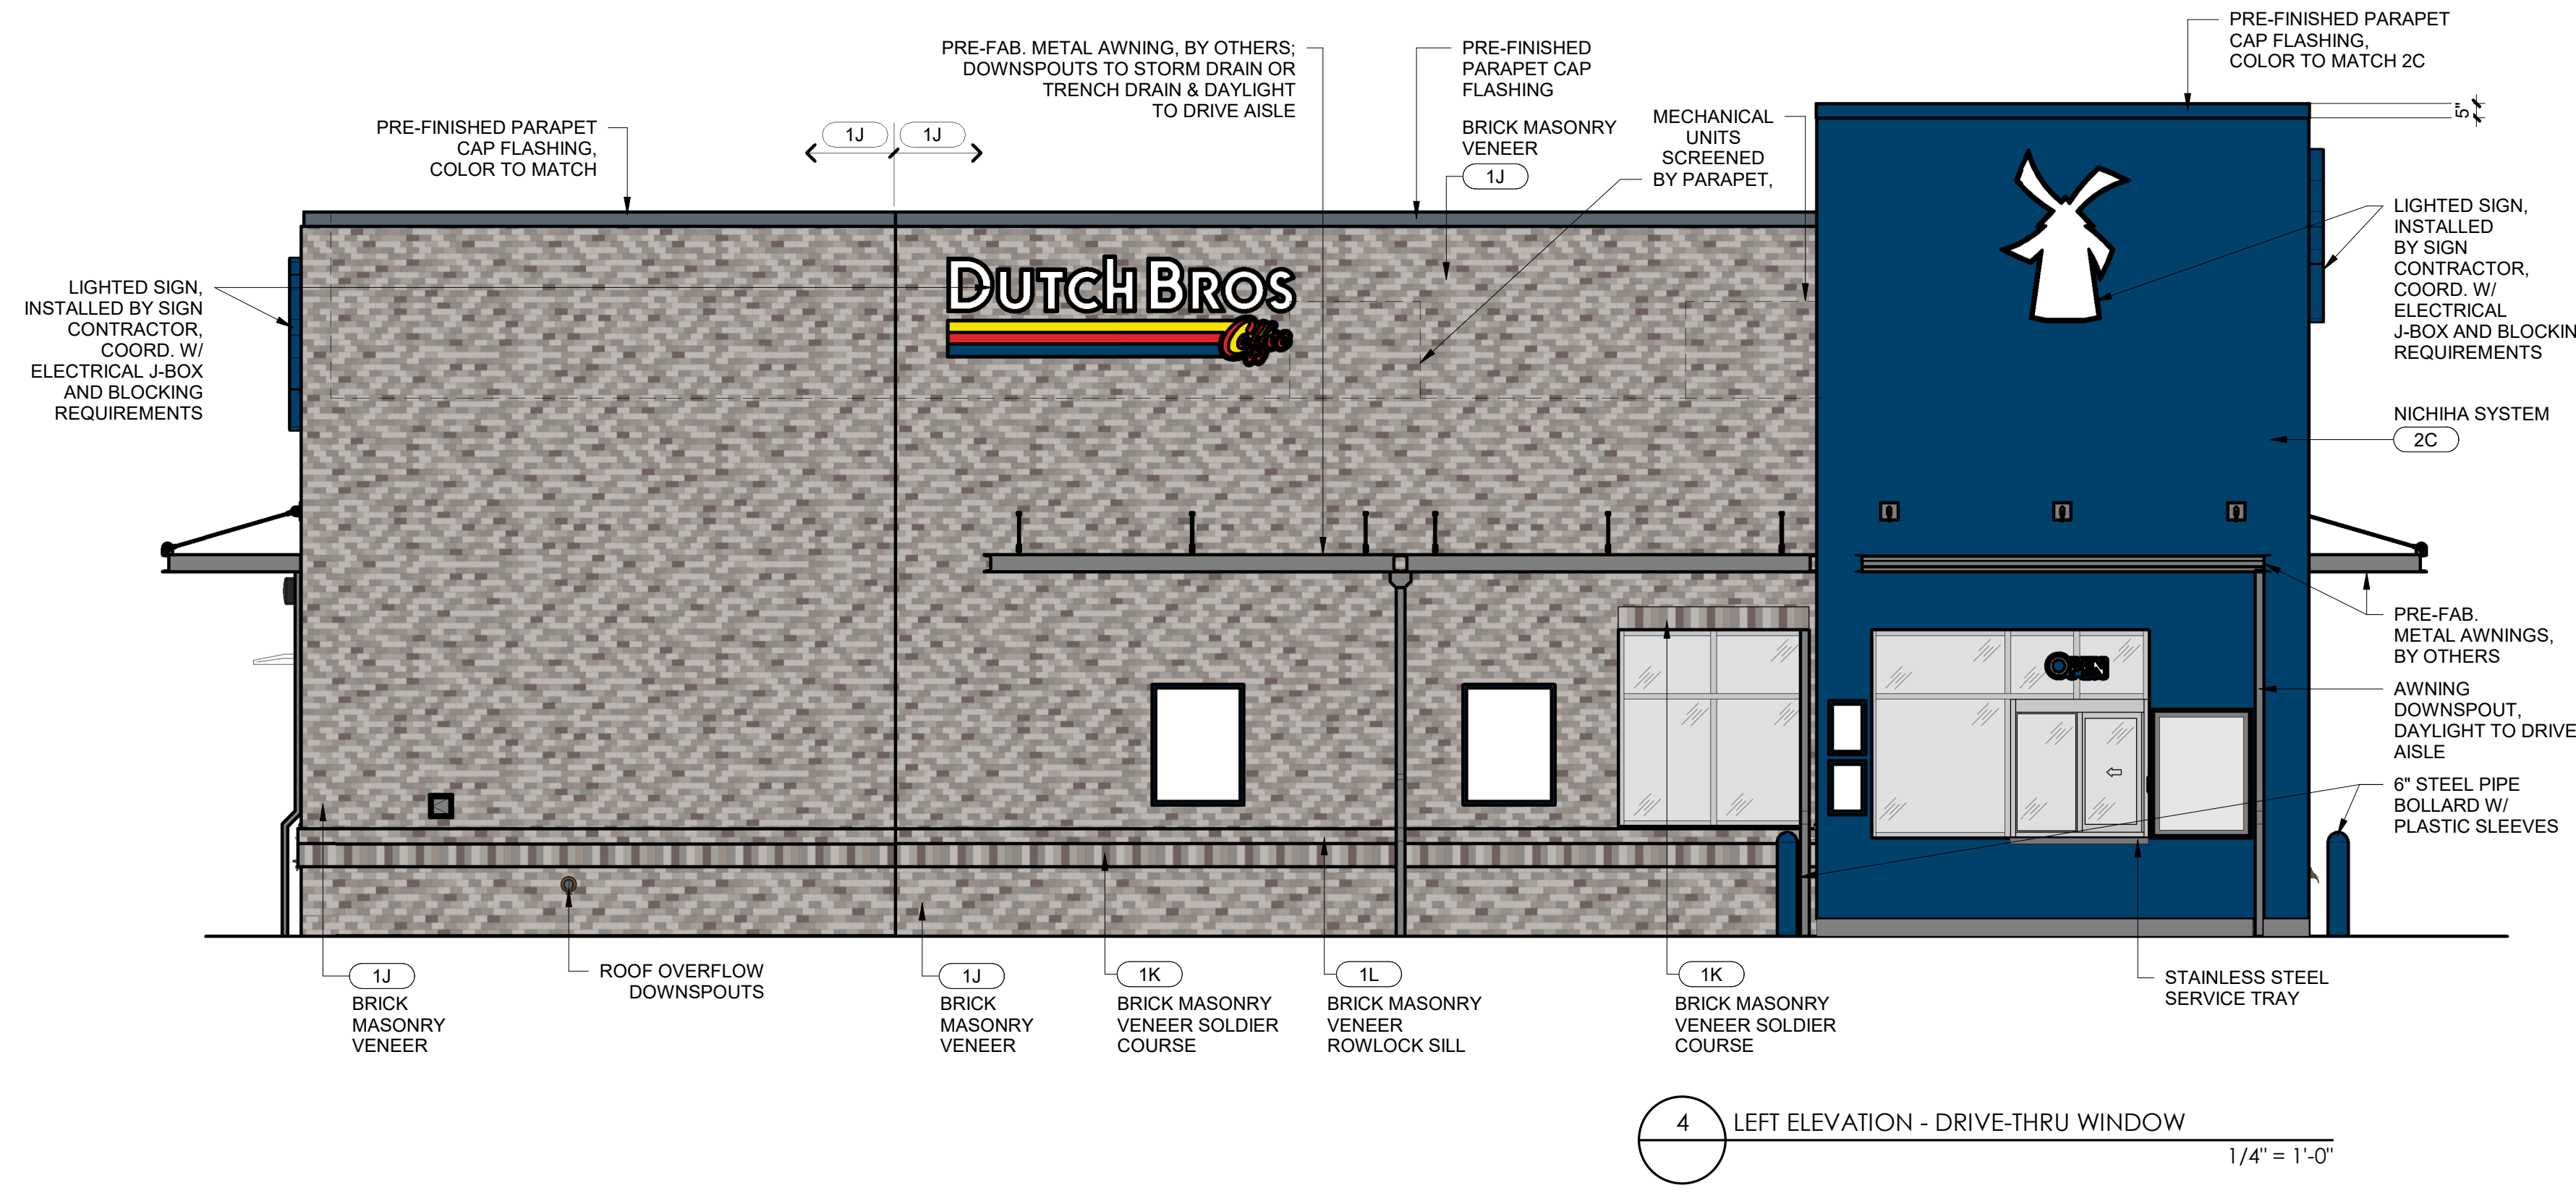 PRE-FINISHED PARAPET
CAP FLASHING,
COLOR TO MATCH 2C
PRE-FAB. METAL AWNING, BY OTHERS;
DOWNSPOUTS TO STORM DRAIN OR
TRENCH DRAIN & DAYLIGHT
TO DRIVE AISLE
PRE-FINISHED
PARAPET CAP
FLASHING
5"
PRE-FINISHED PARAPET
CAP FLASHING,
COLOR TO MATCH
1J
1J
BRICK MASONRY
VENEER
1J
MECHANICAL
UNITS
SCREENED
BY PARAPET,
LIGHTED SIGN,
INSTALLED
BY SIGN
CONTRACTOR,
COORD. W/
ELECTRICAL
J-BOX AND BLOCKIN
REQUIREMENTS
LIGHTED SIGN,
INSTALLED BY SIGN
CONTRACTOR,
COORD. W/
ELECTRICAL J-BOX
AND BLOCKING
REQUIREMENTS
DUTCH BROS
NICHIHA SYSTEM
2C
PRE-FAB.
METAL AWNINGS,
BY OTHERS
OPEN
AWNING
DOWNSPOUT,
DAYLIGHT TO DRIVE
AISLE
6" STEEL PIPE
BOLLARD W/
PLASTIC SLEEVES
1J
BRICK
MASONRY
VENEER
ROOF OVERFLOW
DOWNSPOUTS
1J
BRICK
MASONRY
VENEER
1K
BRICK MASONRY
VENEER SOLDIER
COURSE
1L
BRICK MASONRY
VENEER
ROWLOCK SILL
1K
BRICK MASONRY
VENEER SOLDIER
COURSE
STAINLESS STEEL
SERVICE TRAY
4
LEFT ELEVATION - DRIVE-THRU WINDOW
1/4" = 1'-0"